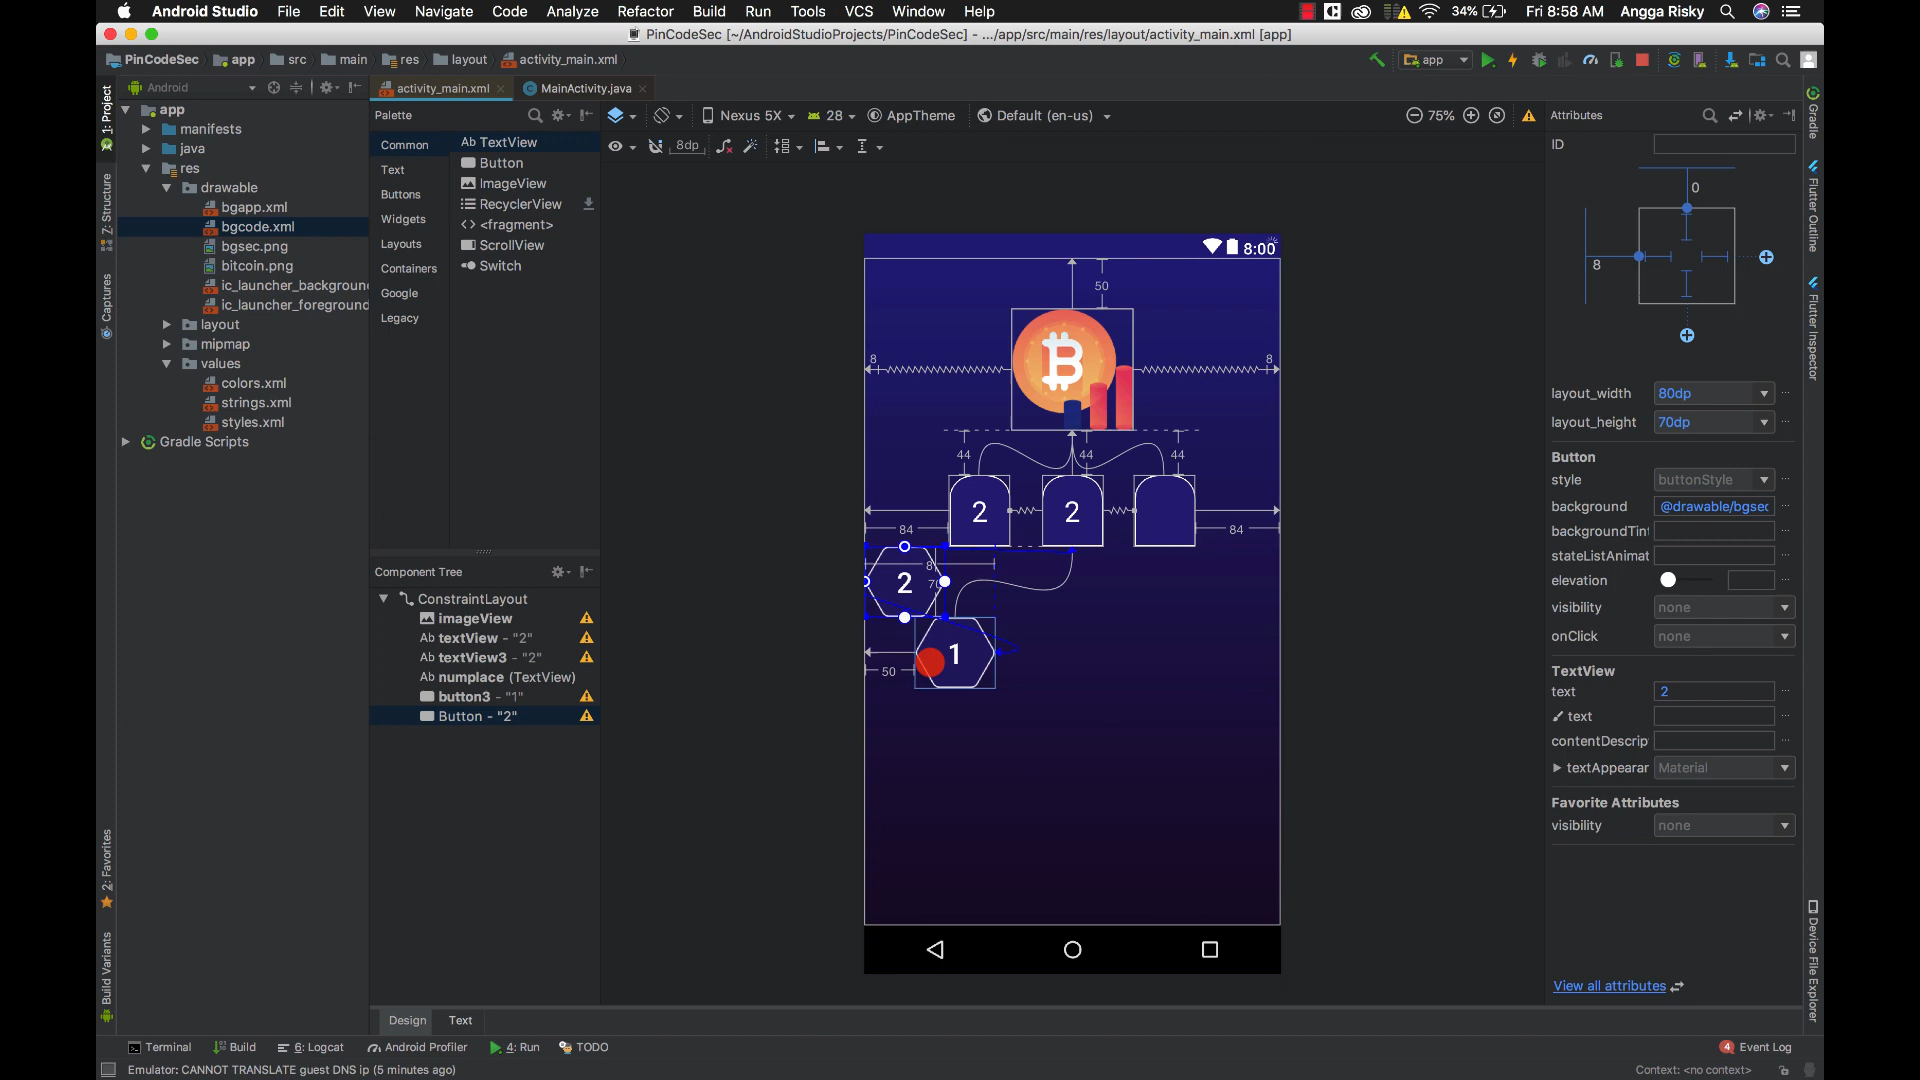 Android Studio File Edit View Navigate Code Analyze Refactor Build Run Tools VCS Window Help 34% Fri 8:58 AM Angga Risky
PinCodeSec [~/AndroidStudioProjects/PinCodeSec] - .../app/src/main/res/layout/activity_main.xml [app]
PinCodeSec app src main res layout activity_main.xml app
Android activity_main.xml MainActivity.java
1: Project
Z: Structure
Captures
2: Favorites
Build Variants
app
manifests
java
res
drawable
bgapp.xml
bgcode.xml
bgsec.png
bitcoin.png
ic_launcher_background
ic_launcher_foreground
layout
mipmap
values
colors.xml
strings.xml
styles.xml
Gradle Scripts
Palette
Common
Text
Buttons
Widgets
Layouts
Containers
Google
Legacy
Ab TextView
Button
ImageView
RecyclerView
<fragment>
ScrollView
Switch
Component Tree
ConstraintLayout
imageView
Ab textView - "2"
Ab textView3 - "2"
Ab numplace (TextView)
button3 - "1"
Button - "2"
Nexus 5X 28 AppTheme Default (en-us) 75%
8dp
8:00
50
8 8
44 44 44
2 2
84 84
8
2
1
50
Attributes
ID
0
8
layout_width 80dp
layout_height 70dp
Button
style buttonStyle
background @drawable/bgsec
backgroundTint
stateListAnimat
elevation
visibility none
onClick none
TextView
text 2
text
contentDescrip
textAppearar Material
Favorite Attributes
visibility none
View all attributes
Gradle
Flutter Outline
Flutter Inspector
Device File Explorer
Design Text
Terminal Build 6: Logcat Android Profiler 4: Run TODO 4 Event Log
Emulator: CANNOT TRANSLATE guest DNS ip (5 minutes ago) Context: <no context>